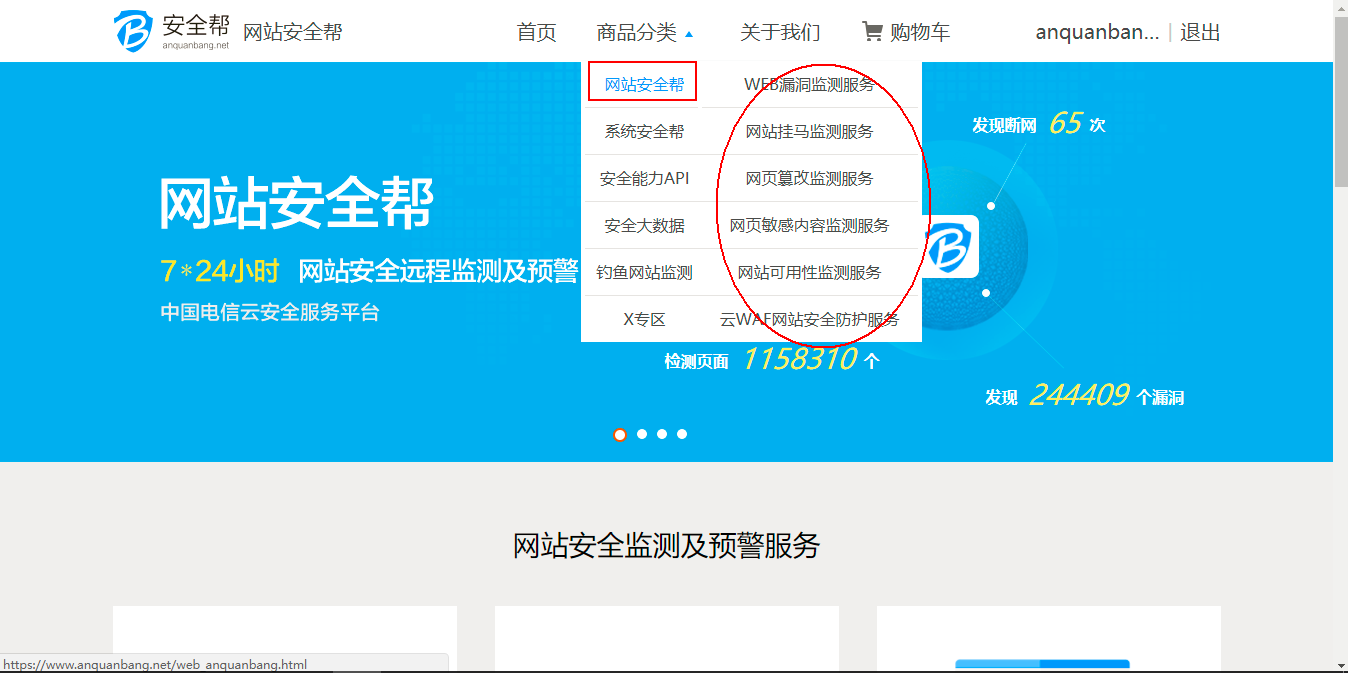 安全帮
anquanbang.net
网站安全帮
首页
商品分类
关于我们
购物车
anquanban...
退出
网站安全帮
WEB漏洞监测服务
系统安全帮
网站挂马监测服务
安全能力API
网页篡改监测服务
安全大数据
网页敏感内容监测服务
钓鱼网站监测
网站可用性监测服务
X专区
云WAF网站安全防护服务
发现断网 65 次
网站安全帮
7*24小时 网站安全远程监测及预警
中国电信云安全服务平台
检测页面 1158310 个
发现 244409 个漏洞
网站安全监测及预警服务
https://www.anquanbang.net/web_anquanbang.html